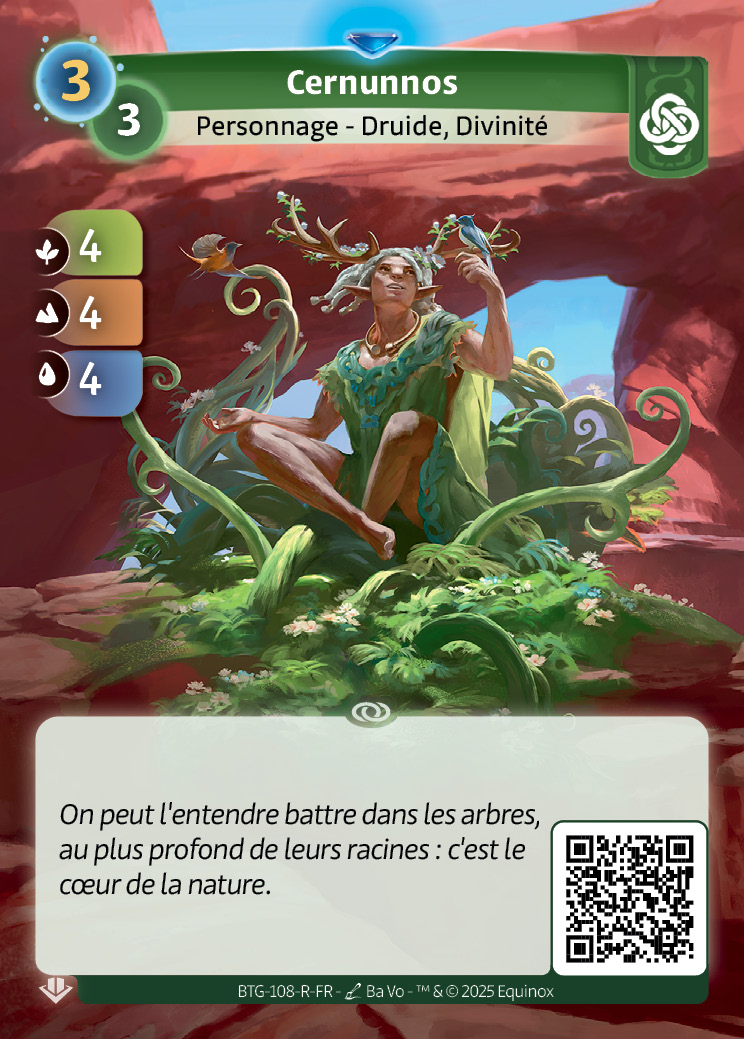 3
Cernunnos
3
Personnage - Druide, Divinité
4
4
4
On peut l'entendre battre dans les arbres,
au plus profond de leurs racines : c'est le
cœur de la nature.
BTG-108-R-FR - Ba Vo - ™ & © 2025 Equinox